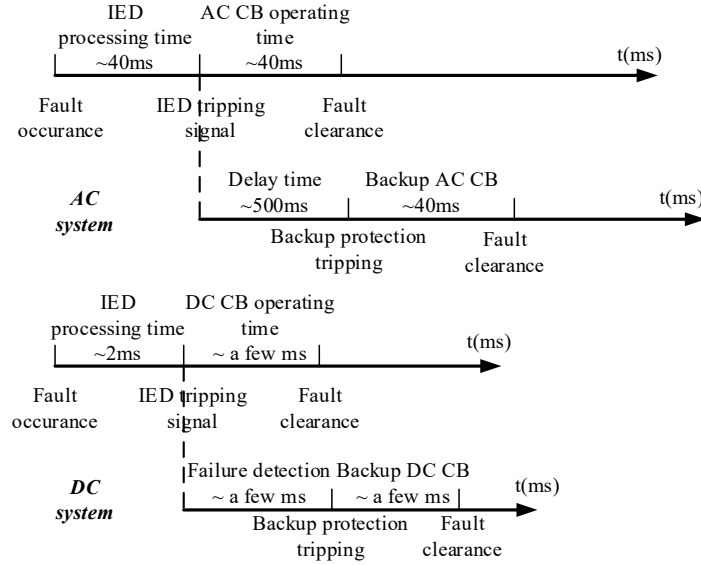 IED AC CB operating
processing time time
~40ms ~40ms t(ms)
Fault IED tripping Fault
occurance signal clearance
Delay time Backup AC CB
AC ~500ms ~40ms t(ms)
system Backup protection Fault
tripping clearance
IED DC CB operating
processing time time
~2ms ~ a few ms t(ms)
Fault IED tripping Fault
occurance signal clearance
Failure detection Backup DC CB
DC ~ a few ms ~ a few ms t(ms)
system Backup protection Fault
tripping clearance